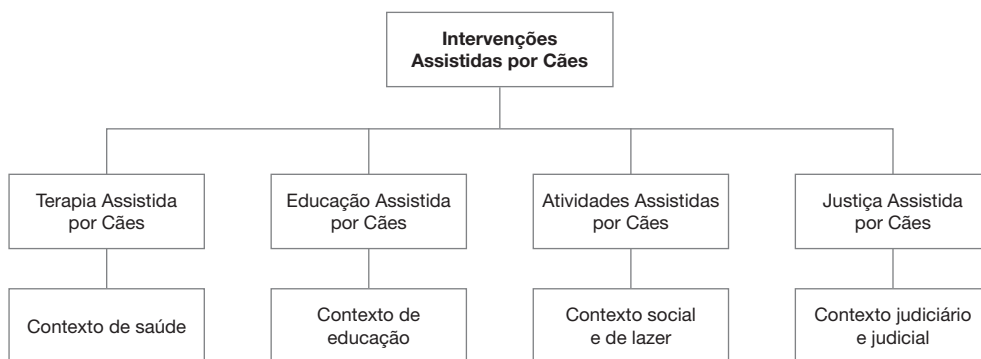 Intervenções
Assistidas por Cães
Terapia Assistida
por Cães
Educação Assistida
por Cães
Atividades Assistidas
por Cães
Justiça Assistida
por Cães
Contexto de saúde
Contexto de
educação
Contexto social
e de lazer
Contexto judiciário
e judicial